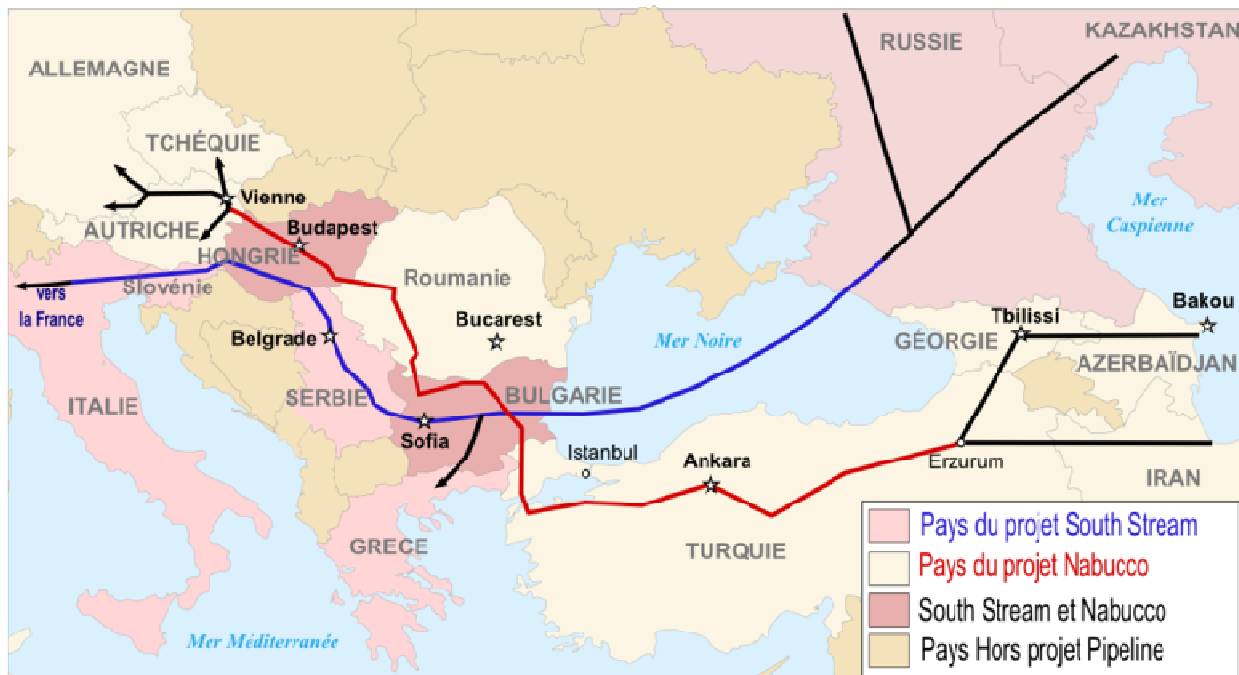 RUSSIE
KAZAKHSTAN
ALLEMAGNE
TCHÉQUIE
Vienne
AUTRICHE
Budapest
HONGRIE
Mer
Caspienne
Roumanie
Slovénie
vers
la France
Bucarest
Belgrade
Mer Noire
Tbilissi
Bakou
GÉORGIE
AZERBAÏDJAN
ITALIE
SERBIE
BULGARIE
Sofia
Istanbul
Ankara
Erzurum
IRAN
GRECE
TURQUIE
Mer Méditerranée
Pays du projet South Stream
Pays du projet Nabucco
South Stream et Nabucco
Pays Hors projet Pipeline